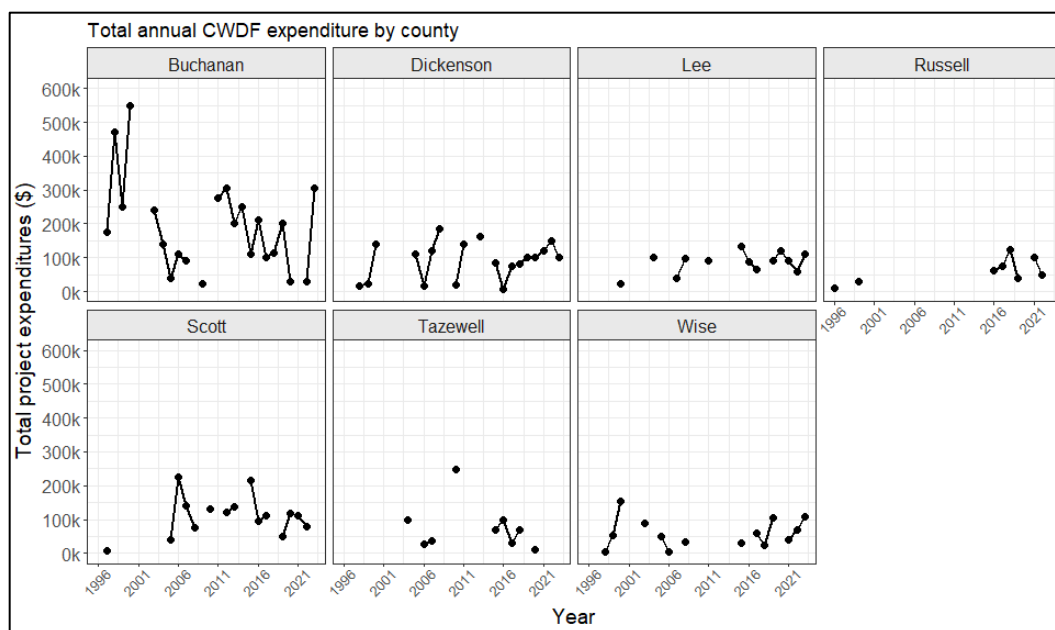 Total annual CWDF expenditure by county
Buchanan Dickenson Lee Russell
600k
500k
400k
300k
200k
100k
0k
1996 2001 2006 2011 2016 2021
Scott Tazewell Wise
600k
500k
400k
300k
200k
100k
0k
1996 2001 2006 2011 2016 2021 1996 2001 2006 2011 2016 2021 1996 2001 2006 2011 2016 2021
Total project expenditures ($)
Year